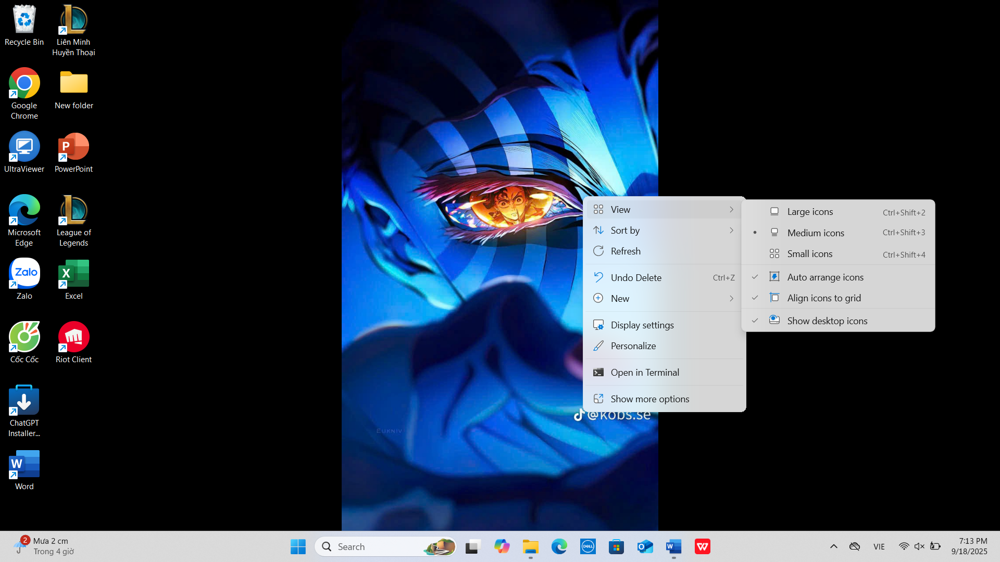 Recycle Bin
Liên Minh
Huyền Thoại
Google
Chrome
New folder
UltraViewer
PowerPoint
Microsoft
Edge
League of
Legends
Zalo
Zalo
Excel
Cốc Cốc
Riot Client
ChatGPT
Installer...
Word
View
Sort by
Refresh
Undo Delete Ctrl+Z
New
Display settings
Personalize
Open in Terminal
Show more options
Large icons Ctrl+Shift+2
Medium icons Ctrl+Shift+3
Small icons Ctrl+Shift+4
Auto arrange icons
Align icons to grid
Show desktop icons
@kobs.se
EUKNIV
2
Mưa 2 cm
Trong 4 giờ
Search
DELL
VIE
7:13 PM
9/18/2025